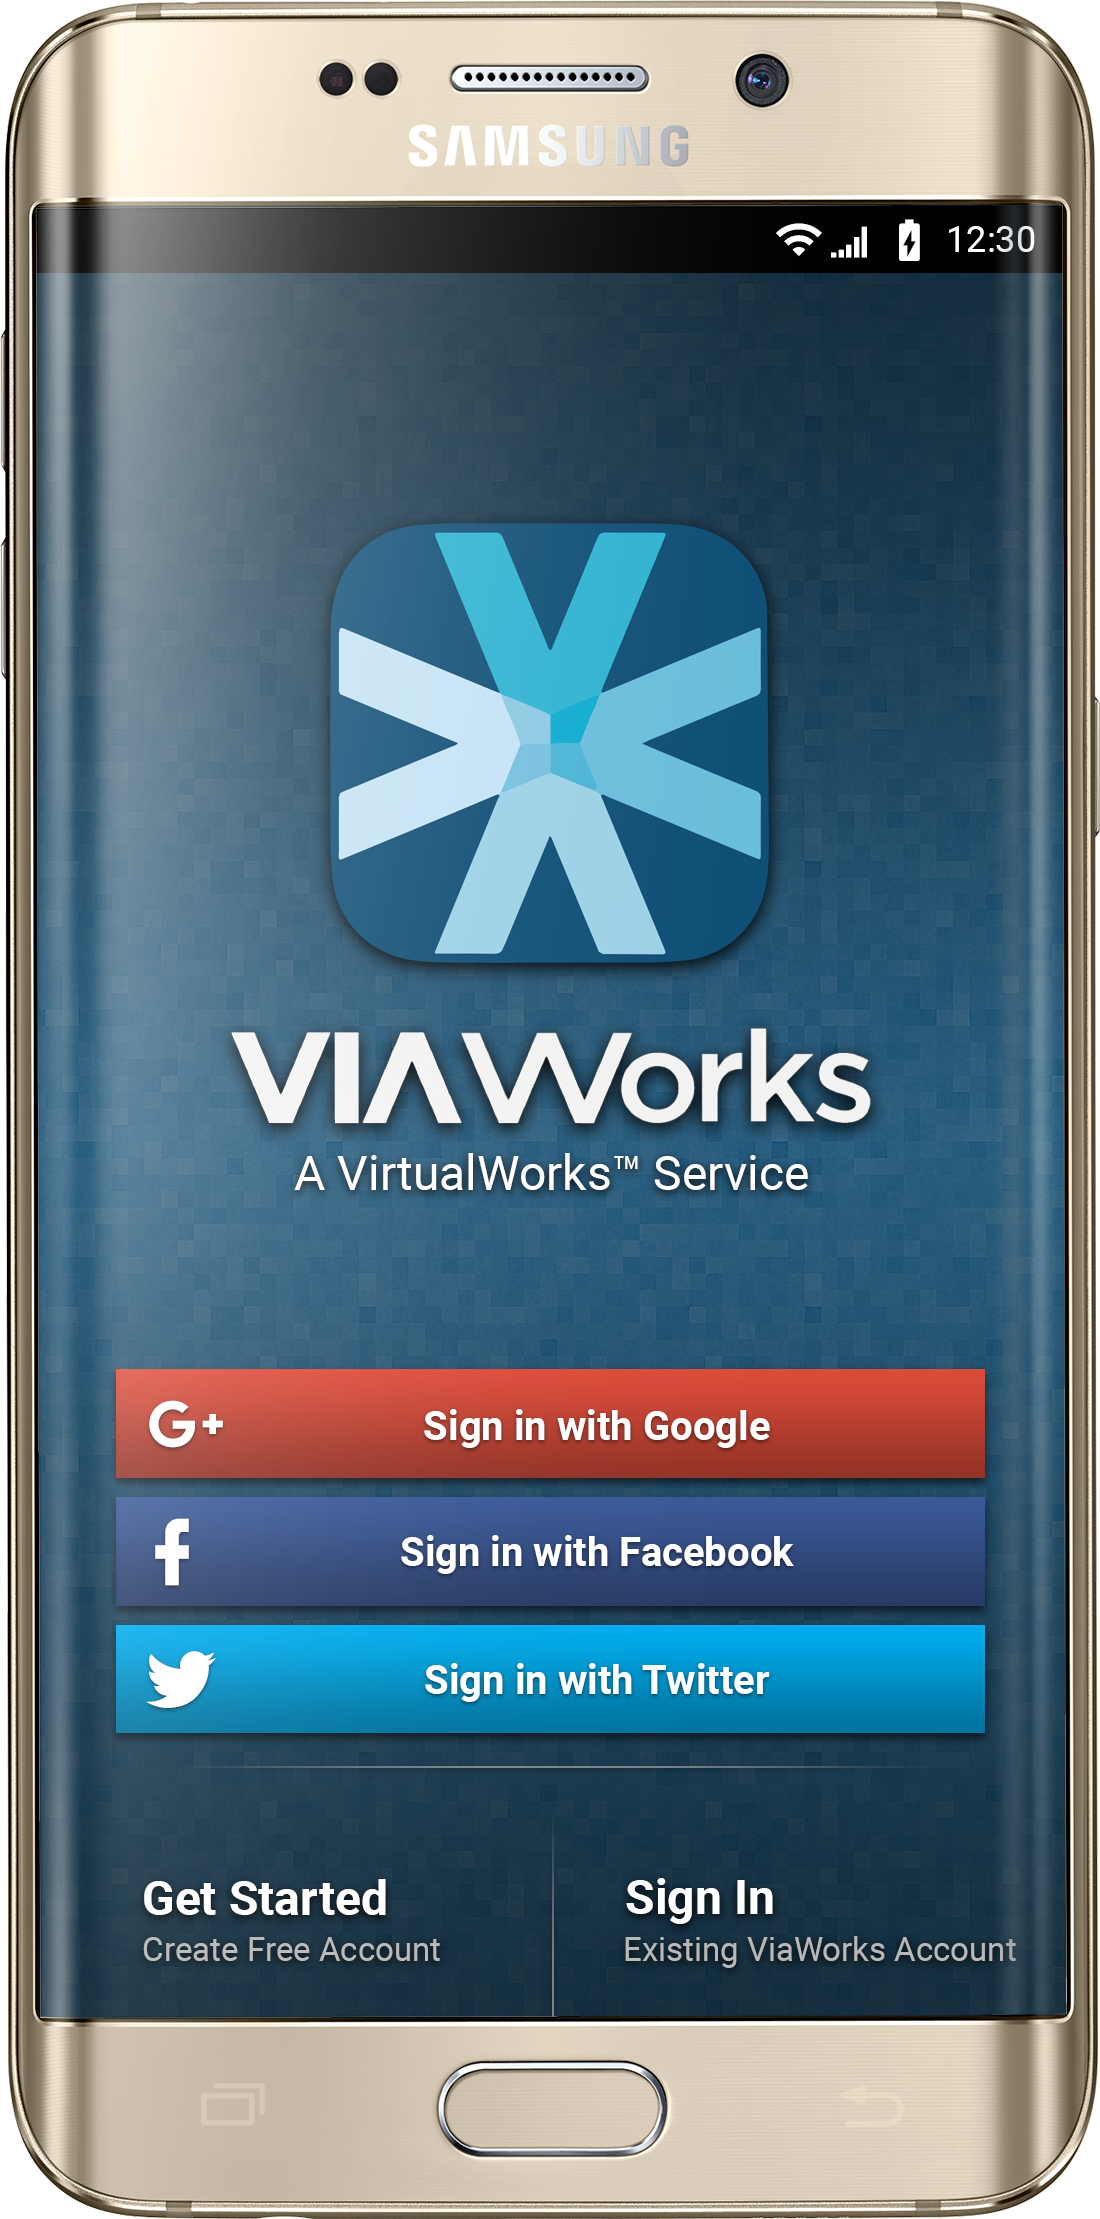 SAMSUNG
12:30
VIAWorks
A VirtualWorks™ Service
G+ Sign in with Google
f Sign in with Facebook
Sign in with Twitter
Get Started
Create Free Account
Sign In
Existing ViaWorks Account